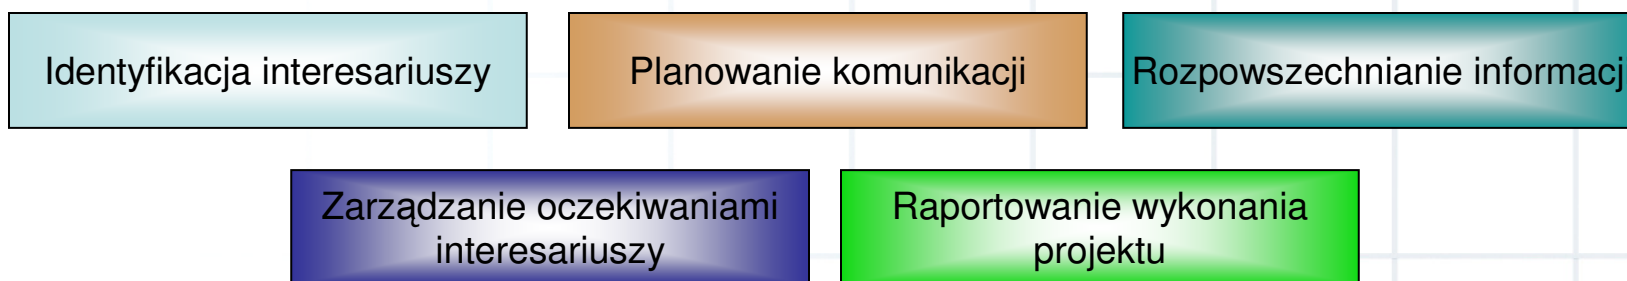 Identyfikacja interesariuszy
Planowanie komunikacji
Rozpowszechnianie informacj
Zarządzanie oczekiwaniami
interesariuszy
Raportowanie wykonania
projektu